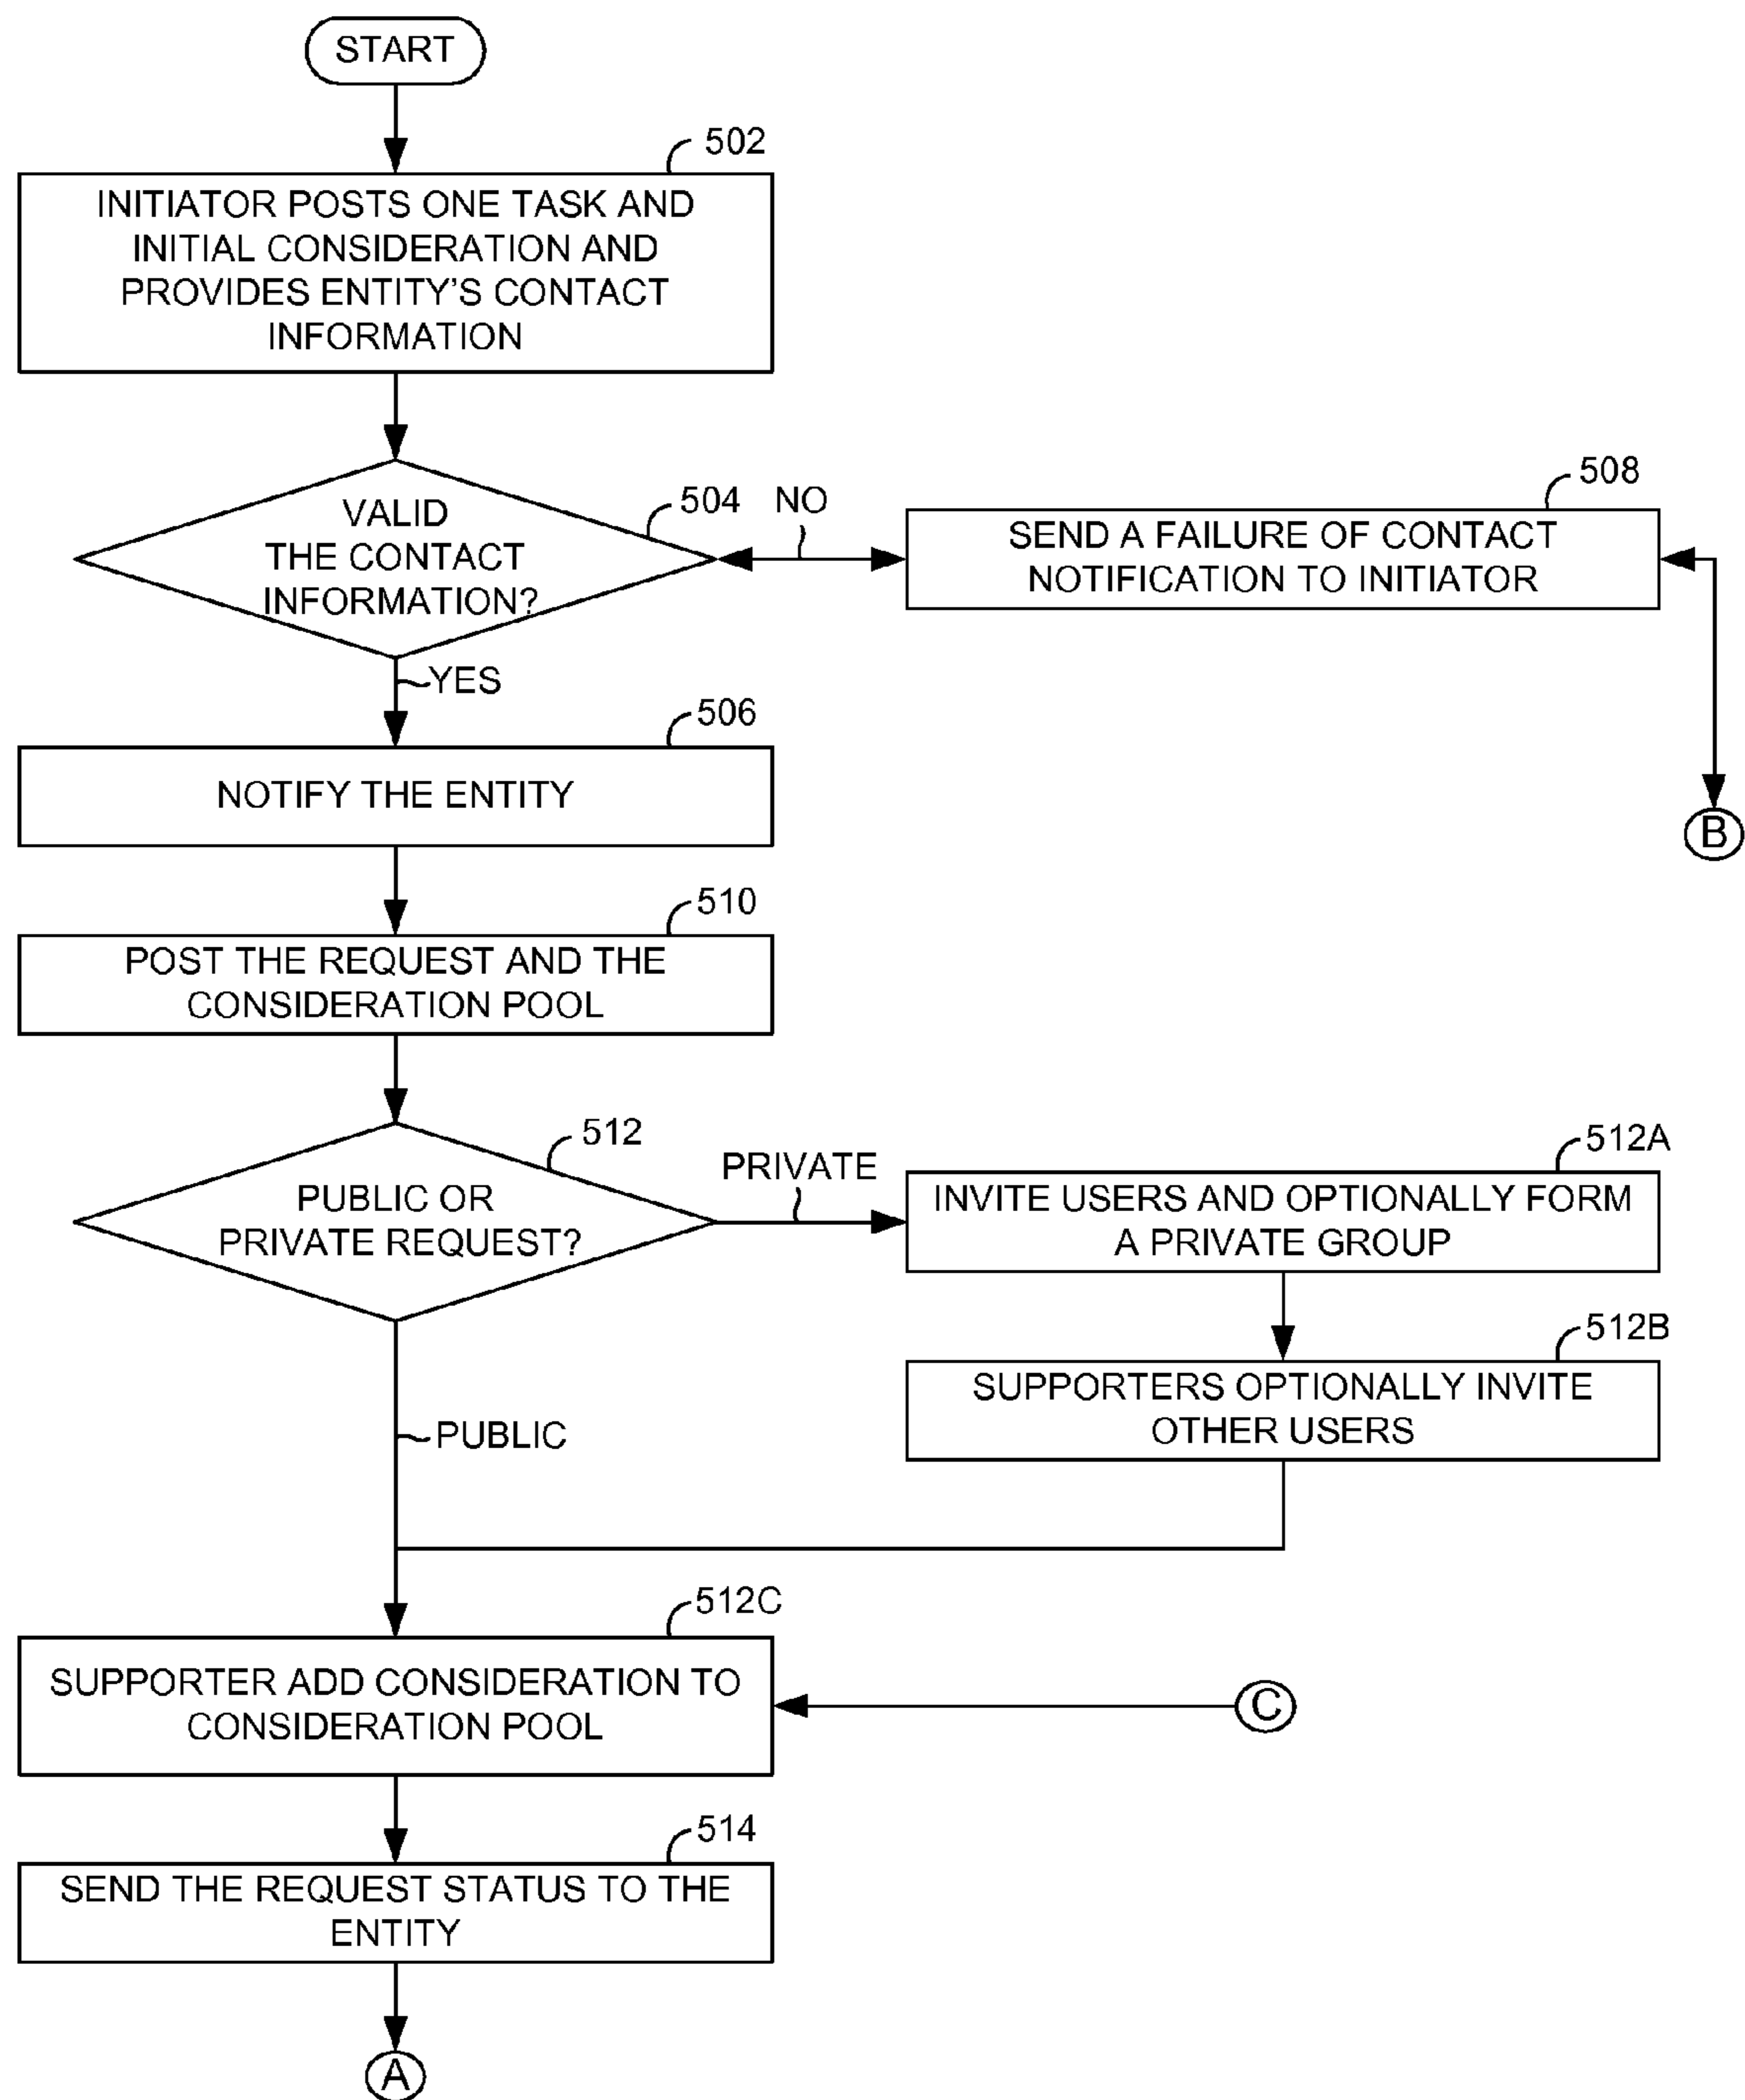 START
502
INITIATOR POSTS ONE TASK AND
INITIAL CONSIDERATION AND
PROVIDES ENTITY'S CONTACT
INFORMATION
504
VALID
THE CONTACT
INFORMATION?
NO
508
SEND A FAILURE OF CONTACT
NOTIFICATION TO INITIATOR
YES
506
NOTIFY THE ENTITY
B
510
POST THE REQUEST AND THE
CONSIDERATION POOL
512
PUBLIC OR
PRIVATE REQUEST?
PRIVATE
512A
INVITE USERS AND OPTIONALLY FORM
A PRIVATE GROUP
512B
SUPPORTERS OPTIONALLY INVITE
OTHER USERS
PUBLIC
512C
SUPPORTER ADD CONSIDERATION TO
CONSIDERATION POOL
C
514
SEND THE REQUEST STATUS TO THE
ENTITY
A